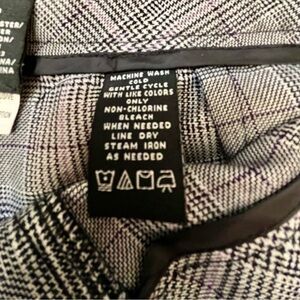 MACHINE WASH
COLD
GENTLE CYCLE
WITH LIKE COLORS
ONLY
NON-CHLORINE
BLEACH
WHEN NEEDED
LINE DRY
STEAM IRON
AS NEEDED